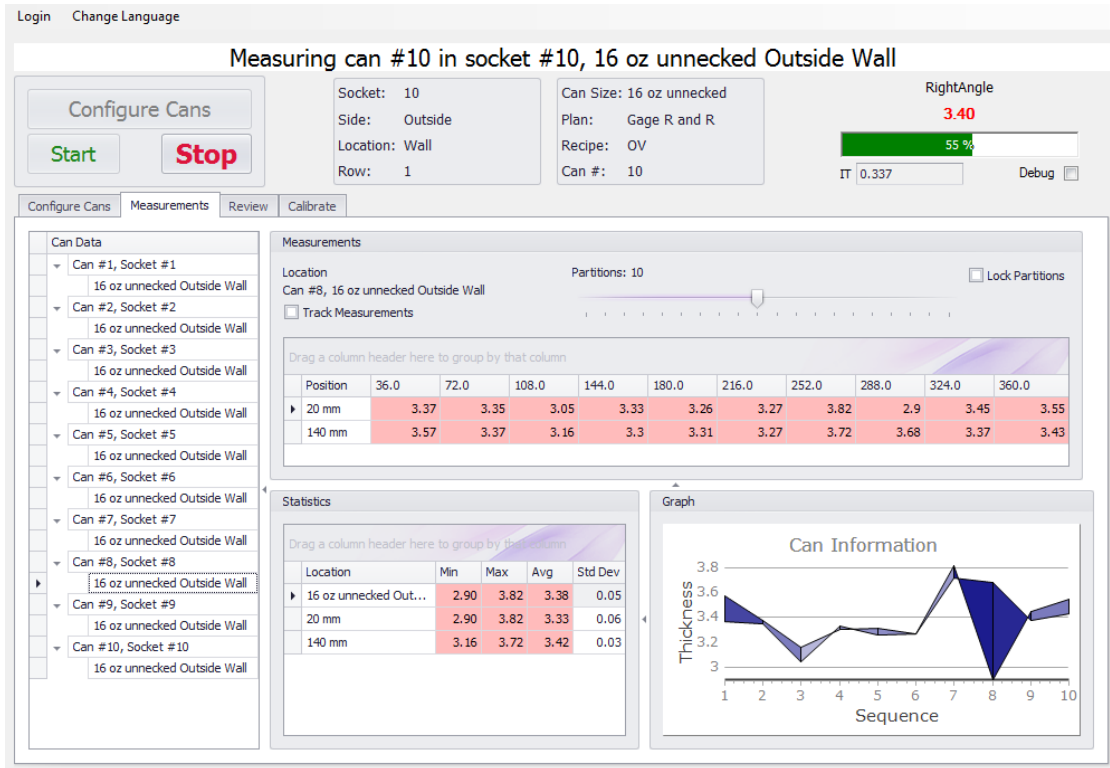 Login Change Language
Measuring can #10 in socket #10, 16 oz unnecked Outside Wall
Configure Cans
Start Stop
Socket: 10
Side: Outside
Location: Wall
Row: 1
Can Size: 16 oz unnecked
Plan: Gage R and R
Recipe: OV
Can #: 10
RightAngle
3.40
55 %
IT 0.337 Debug
Configure Cans Measurements Review Calibrate
Can Data
Can #1, Socket #1
16 oz unnecked Outside Wall
Can #2, Socket #2
16 oz unnecked Outside Wall
Can #3, Socket #3
16 oz unnecked Outside Wall
Can #4, Socket #4
16 oz unnecked Outside Wall
Can #5, Socket #5
16 oz unnecked Outside Wall
Can #6, Socket #6
16 oz unnecked Outside Wall
Can #7, Socket #7
16 oz unnecked Outside Wall
Can #8, Socket #8
16 oz unnecked Outside Wall
Can #9, Socket #9
16 oz unnecked Outside Wall
Can #10, Socket #10
16 oz unnecked Outside Wall
Measurements
Location
Can #8, 16 oz unnecked Outside Wall
Track Measurements
Partitions: 10
Lock Partitions
Drag a column header here to group by that column
Position 36.0 72.0 108.0 144.0 180.0 216.0 252.0 288.0 324.0 360.0
20 mm 3.37 3.35 3.05 3.33 3.26 3.27 3.82 2.9 3.45 3.55
140 mm 3.57 3.37 3.16 3.3 3.31 3.27 3.72 3.68 3.37 3.43
Statistics
Drag a column header here to group by that column
Location Min Max Avg Std Dev
16 oz unnecked Out... 2.90 3.82 3.38 0.05
20 mm 2.90 3.82 3.33 0.06
140 mm 3.16 3.72 3.42 0.03
Graph
Can Information
Thickness
3.8
3.6
3.4
3.2
3
1 2 3 4 5 6 7 8 9 10
Sequence